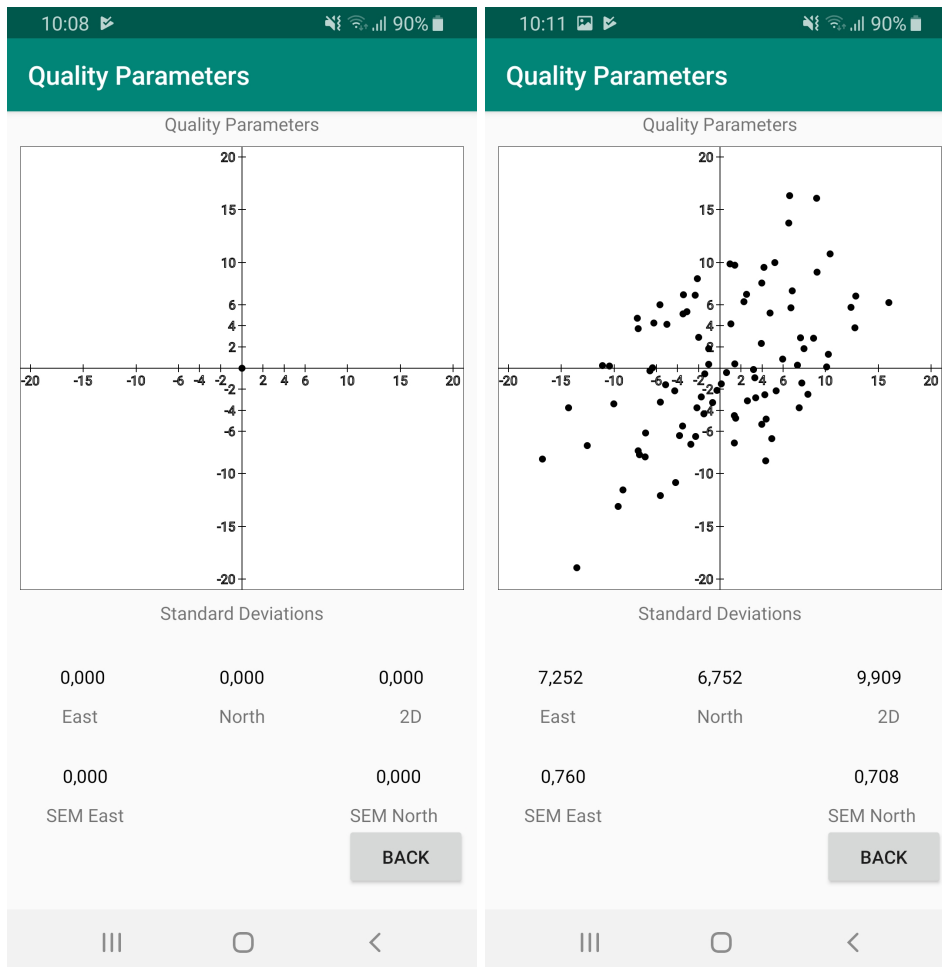 10:08 90%
Quality Parameters
Quality Parameters
20
15
10
6
4
2
-20 -15 -10 -6 -4 -2 2 4 6 10 15 20
-2
-4
-6
-10
-15
-20
Standard Deviations
0,000 0,000 0,000
East North 2D
0,000 0,000
SEM East SEM North
BACK
10:11 90%
Quality Parameters
Quality Parameters
20
15
10
6
4
2
-20 -15 -10 -6 -4 -2 2 4 6 10 15 20
-2
-4
-6
-10
-15
-20
Standard Deviations
7,252 6,752 9,909
East North 2D
0,760 0,708
SEM East SEM North
BACK